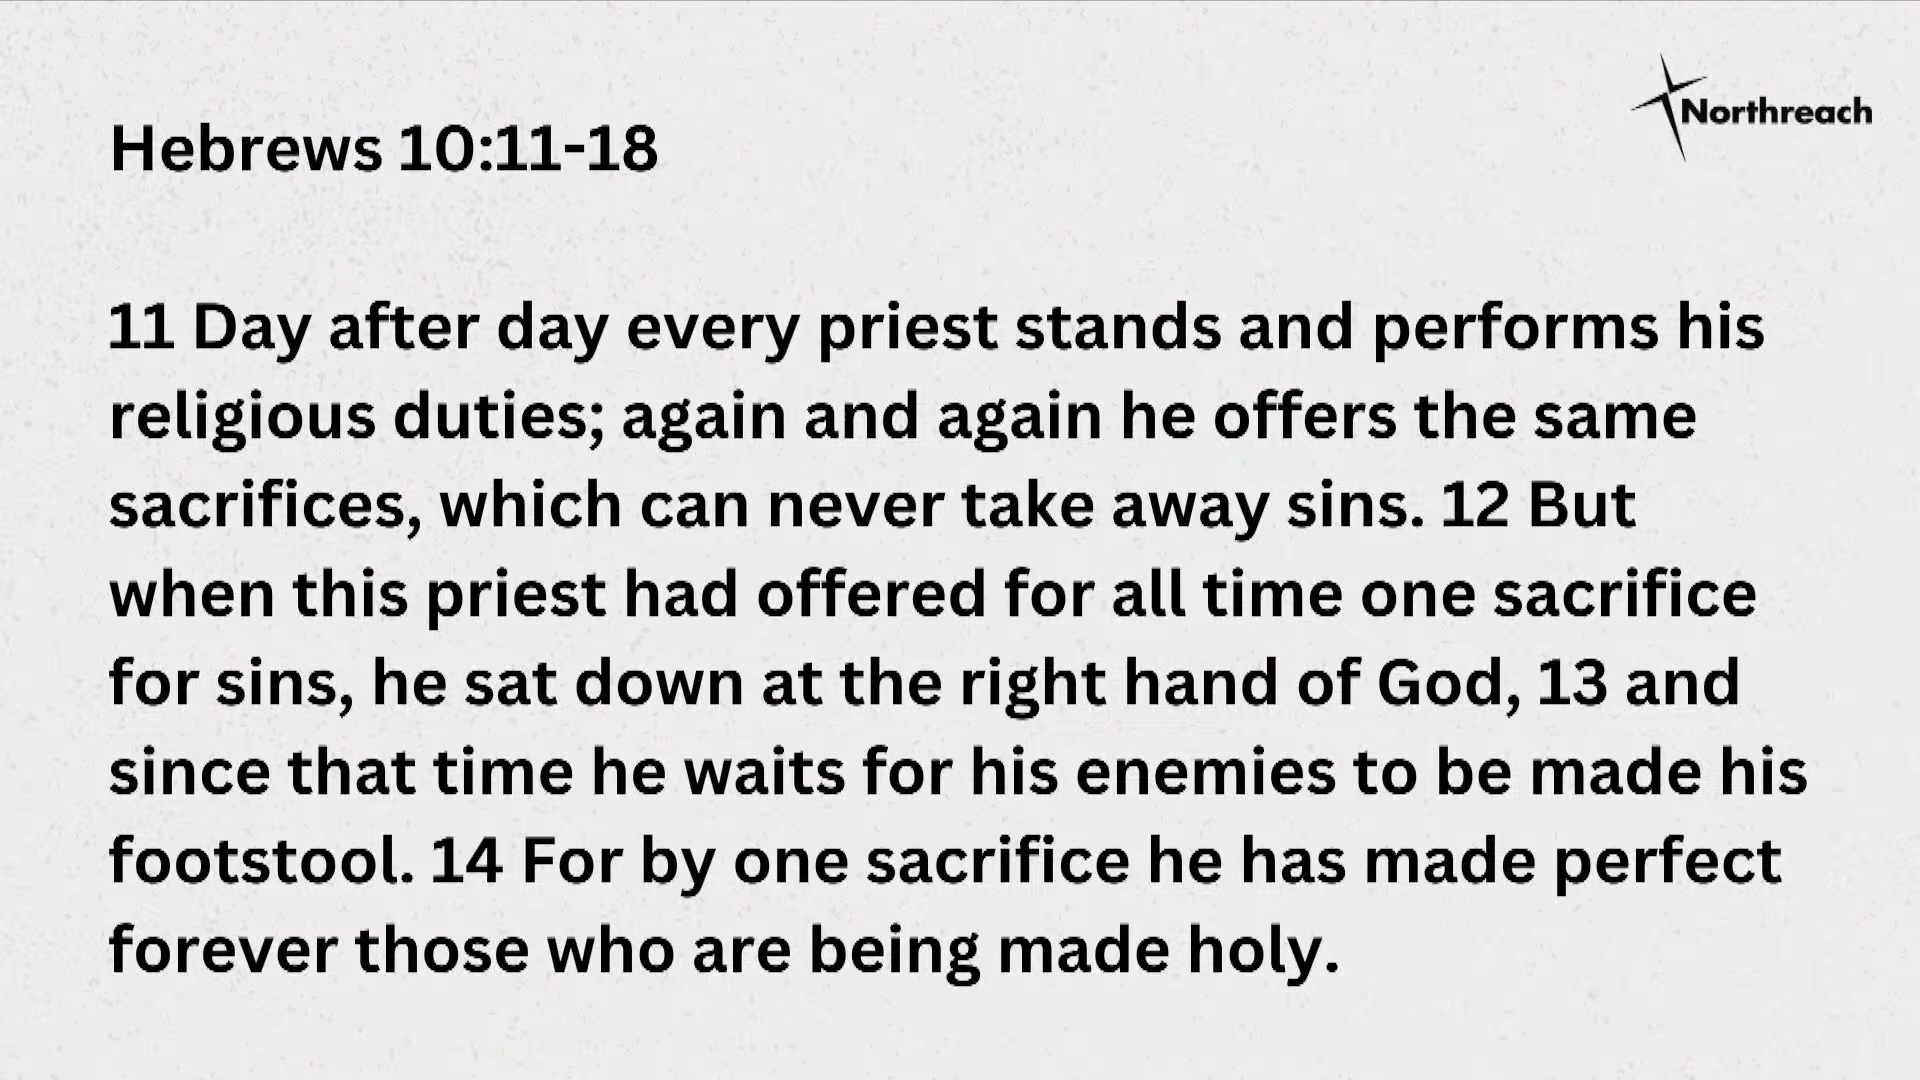 Northreach
Hebrews 10:11-18
11 Day after day every priest stands and performs his
religious duties; again and again he offers the same
sacrifices, which can never take away sins. 12 But
when this priest had offered for all time one sacrifice
for sins, he sat down at the right hand of God, 13 and
since that time he waits for his enemies to be made his
footstool. 14 For by one sacrifice he has made perfect
forever those who are being made holy.